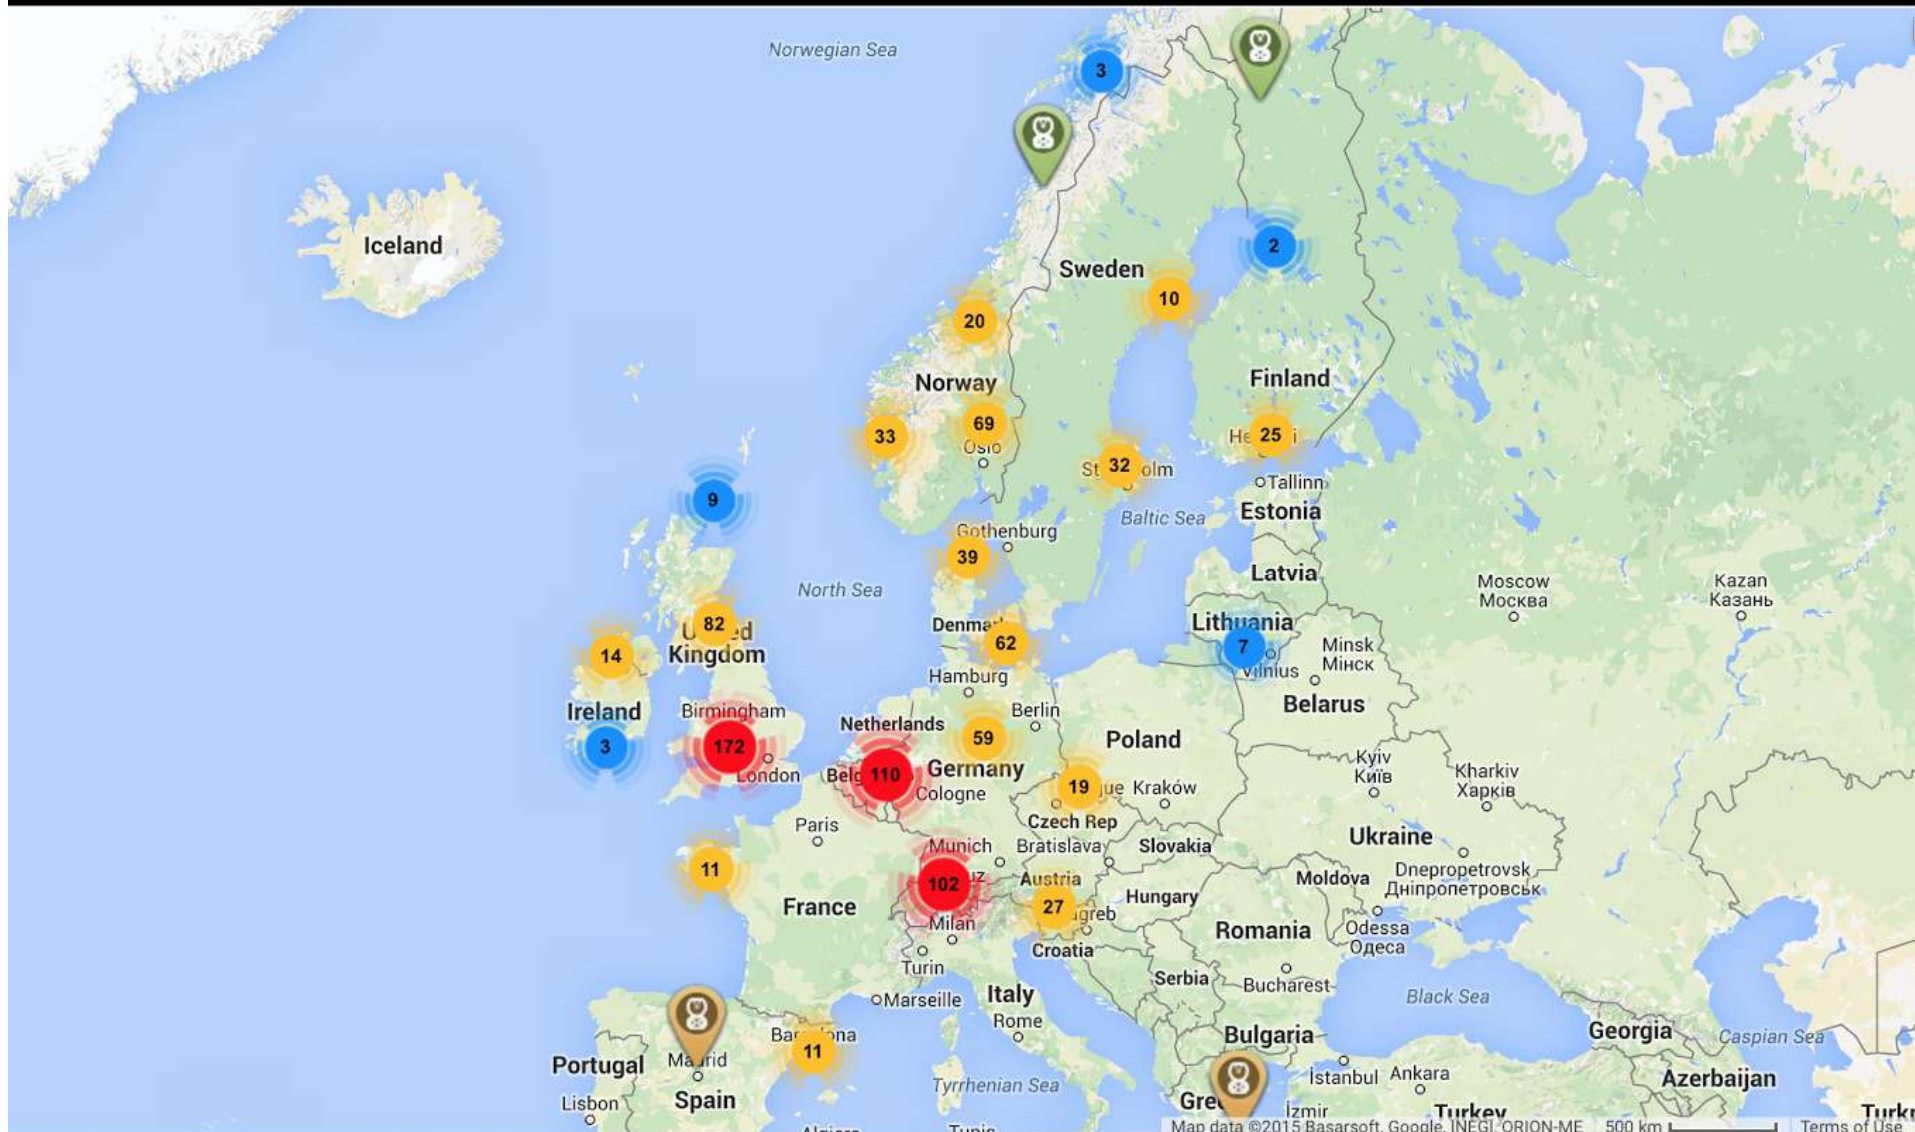 Norwegian Sea
3
Iceland
2
Sweden
10
20
Norway
Finland
69
33
Oslo
25
32
Tallinn
9
Baltic Sea
Estonia
Gothenburg
39
Latvia
North Sea
Moscow
Москва
Kazan
Казань
82
Lithuania
Denmar
62
14
Kingdom
7
Minsk
Мінск
Vilnius
Hamburg
Belarus
Ireland
Birmingham
Berlin
Netherlands
3
172
59
Poland
London
110
Germany
Kyiv
Київ
Kharkiv
Харків
Cologne
19
Kraków
Paris
Czech Rep
Ukraine
Munich
Bratislava
Slovakia
11
102
Austria
Moldova
Dnepropetrovsk
Дніпропетровськ
27
Hungary
France
Milan
Croatia
Romania
Odessa
Одеса
Turin
Serbia
Bucharest
Marseille
Italy
Black Sea
Rome
Bulgaria
Georgia
Caspian Sea
11
Portugal
Madrid
İstanbul
Ankara
Azerbaijan
Tyrrhenian Sea
Lisbon
Spain
Gre
İzmir
Turkey
Map data ©2015 Basarsoft, Google, INEGI, ORION-ME
500 km
Terms of Use